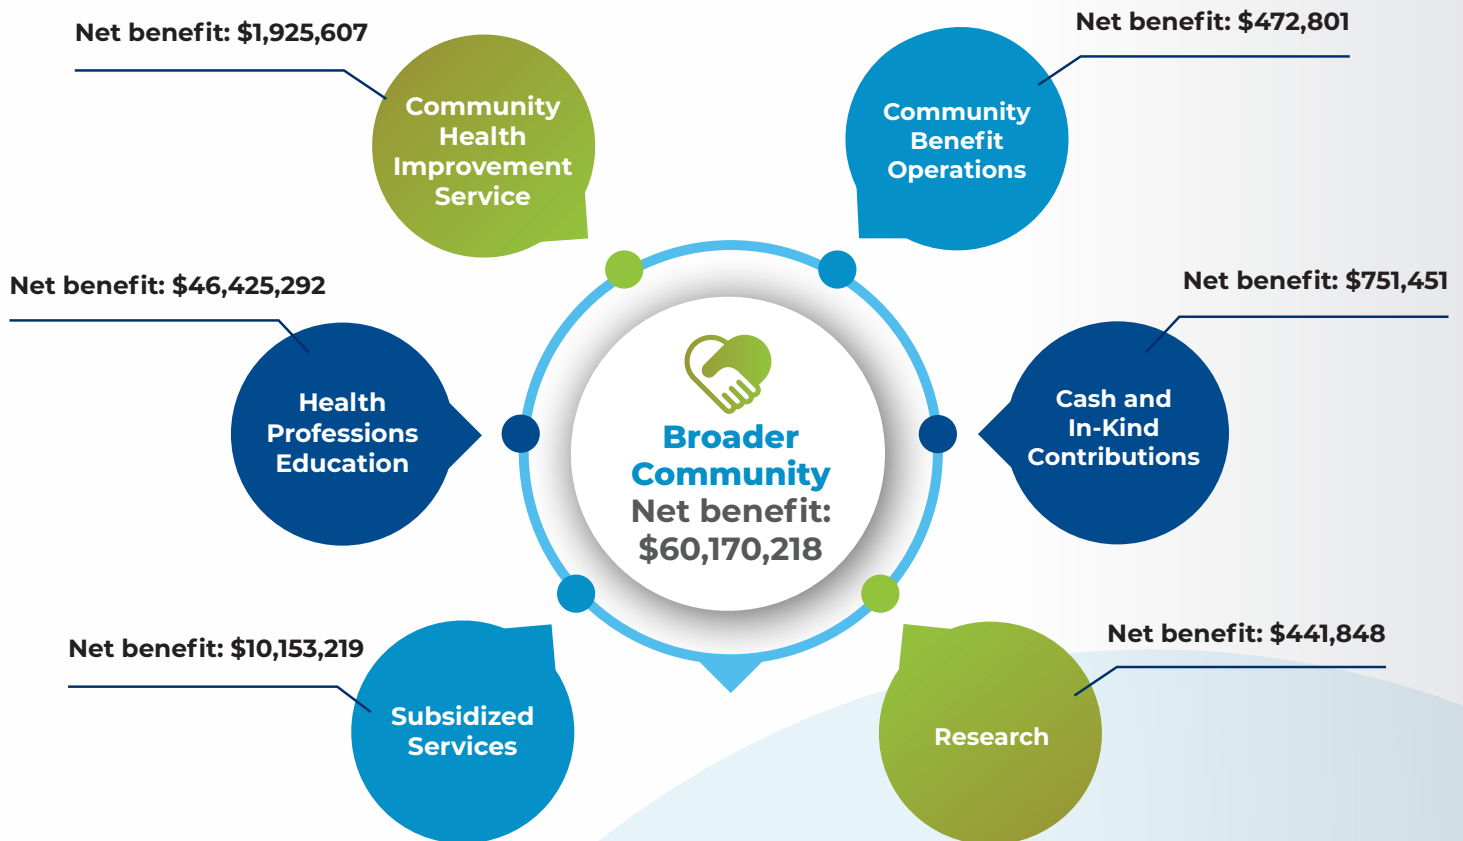 Net benefit: $1,925,607
Community
Health
Improvement
Service
Net benefit: $472,801
Community
Benefit
Operations
Net benefit: $46,425,292
Health
Professions
Education
Broader
Community
Net benefit:
$60,170,218
Net benefit: $751,451
Cash and
In-Kind
Contributions
Net benefit: $10,153,219
Subsidized
Services
Net benefit: $441,848
Research